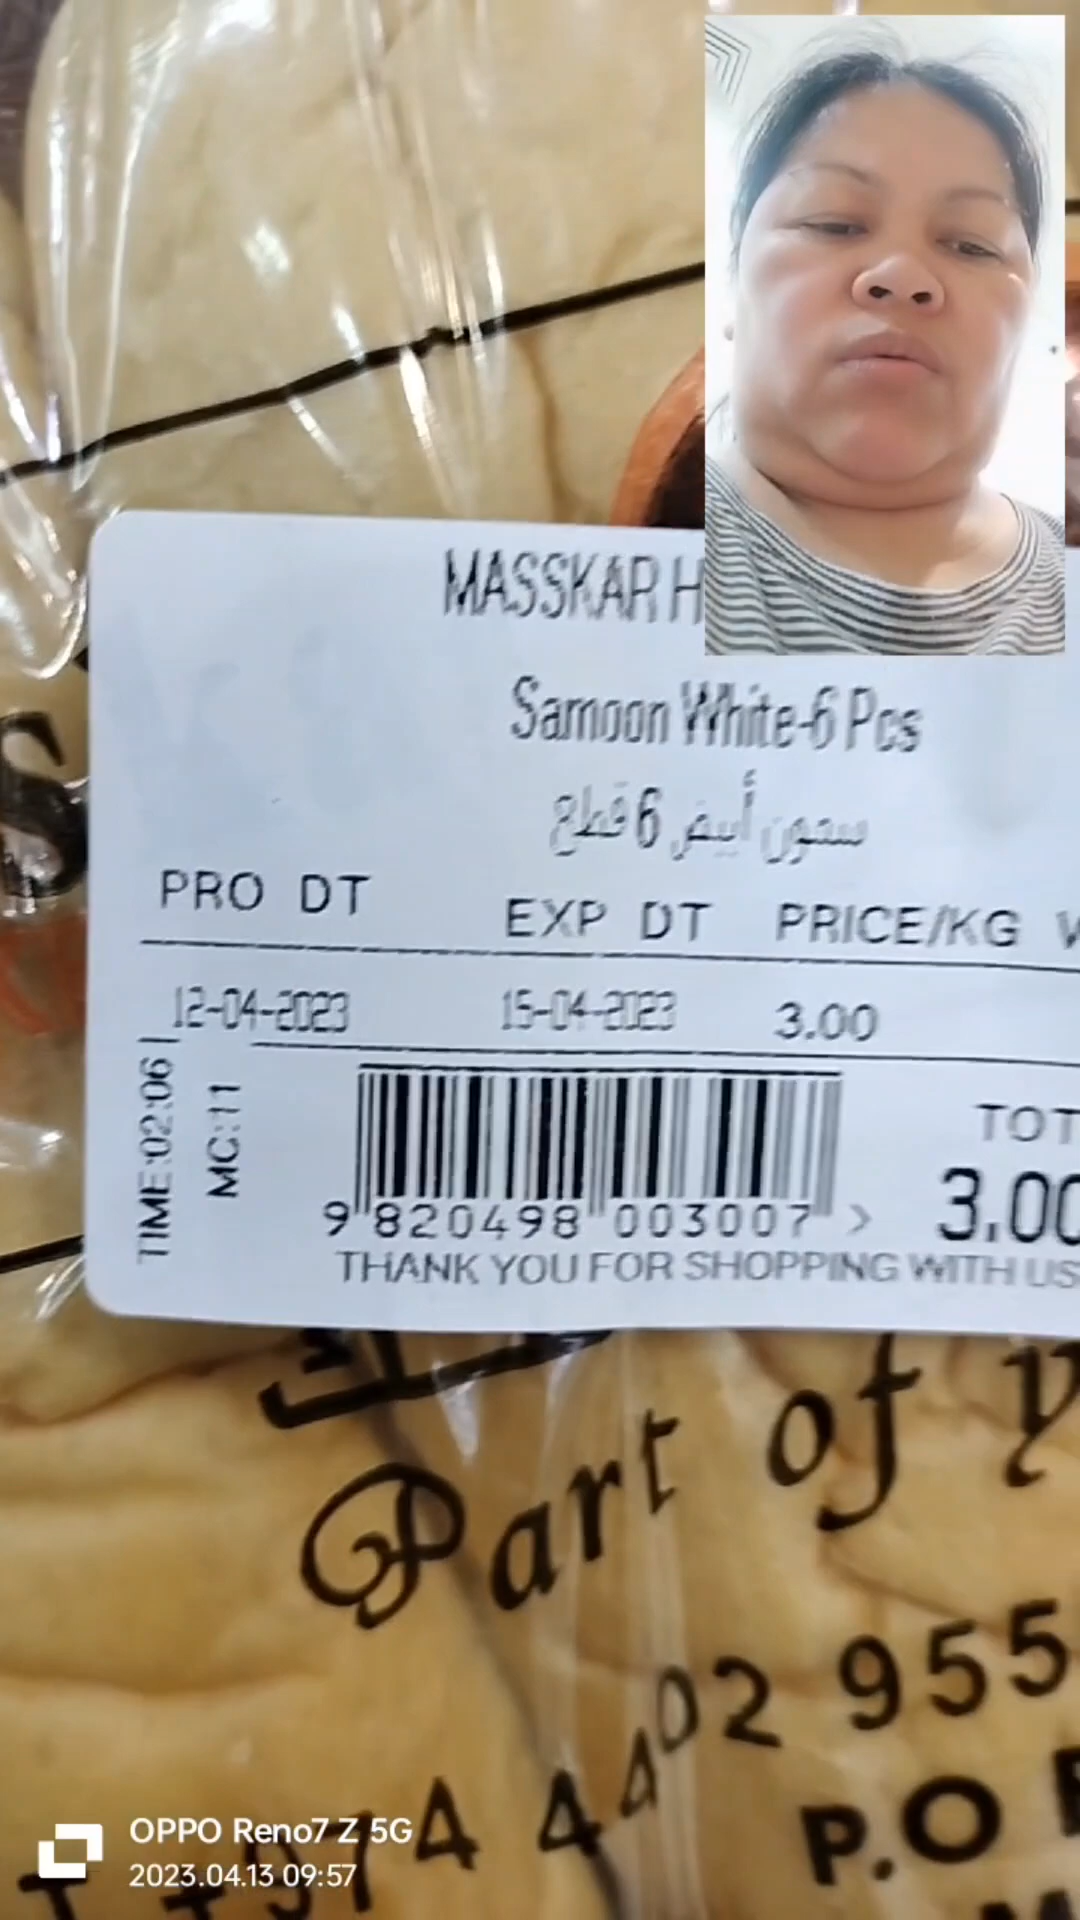 MASSKAR H
Samoon White-6 Pcs
سمون أبيض 6 قطع
PRO DT EXP DT PRICE/KG W
12-04-2023 15-04-2023 3.00
TIME:02:06
MC:11
TOT
3.00
9 820498 003007 >
THANK YOU FOR SHOPPING WITH US
Part of y
974 4402 955
P.O B
OPPO Reno7 Z 5G
2023.04.13 09:57